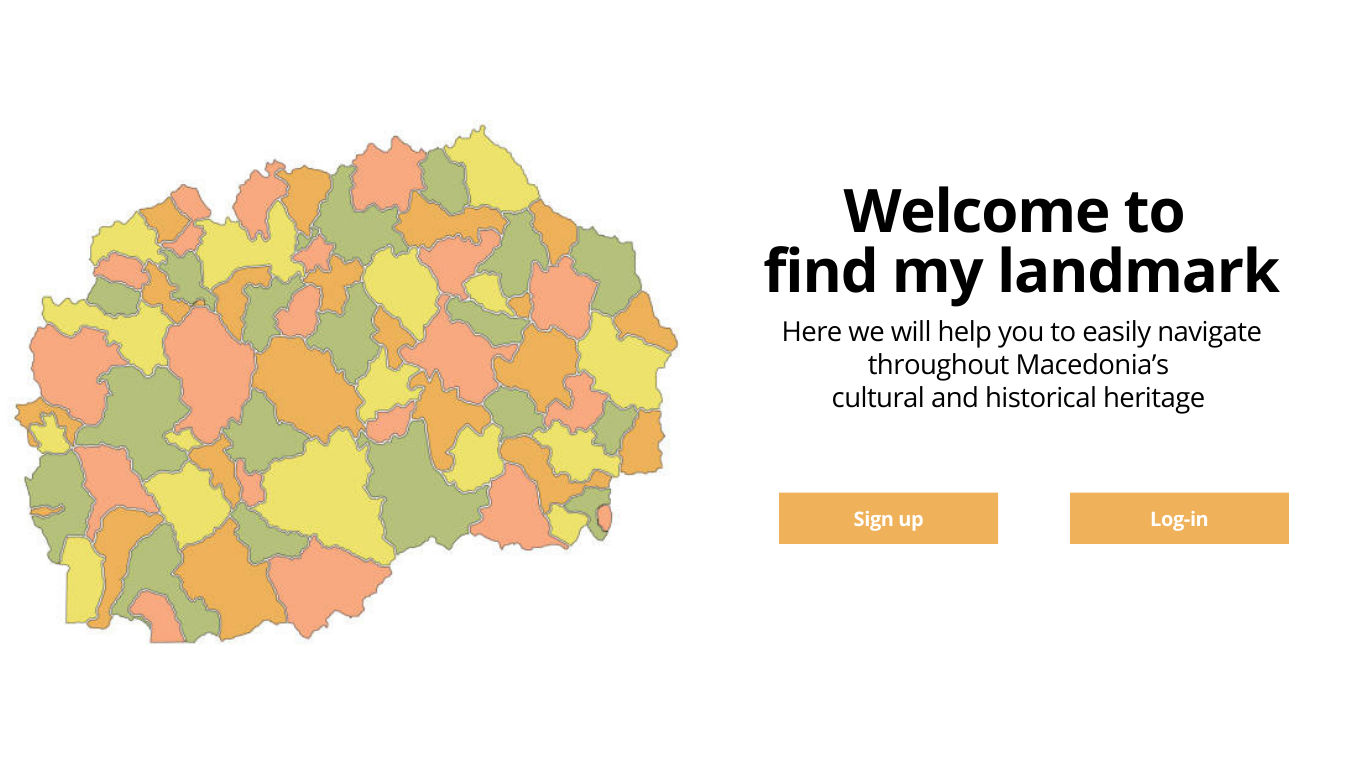 Welcome to
find my landmark
Here we will help you to easily navigate
throughout Macedonia’s
cultural and historical heritage
Sign up
Log-in